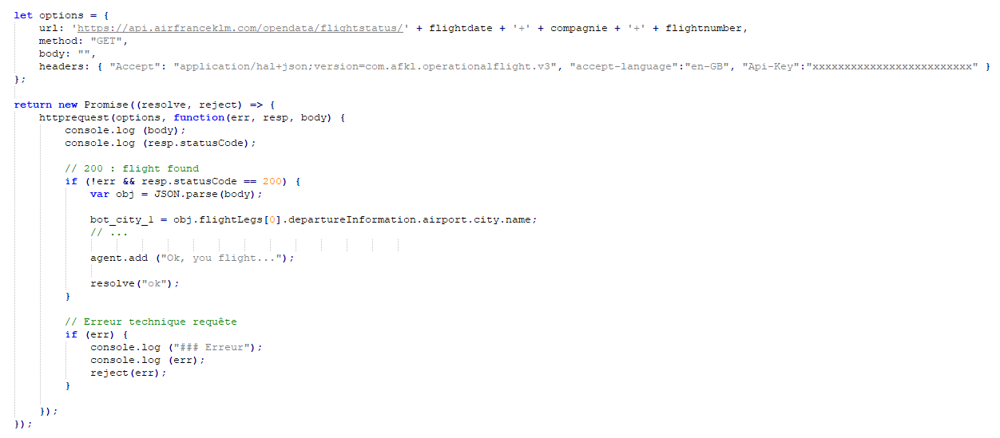 let options = {
    url: 'https://api.airfranceklm.com/opendata/flightstatus/' + flightdate + '+' + compagnie + '+' + flightnumber,
    method: "GET",
    body: "",
    headers: { "Accept": "application/hal+json;version=com.afkl.operationalflight.v3", "accept-language":"en-GB", "Api-Key":"xxxxxxxxxxxxxxxxxxxxxxxxx" }
};
return new Promise((resolve, reject) => {
    httprequest(options, function(err, resp, body) {
        console.log (body);
        console.log (resp.statusCode);
        // 200 : flight found
        if (!err && resp.statusCode == 200) {
            var obj = JSON.parse(body);
            bot_city_1 = obj.flightLegs[0].departureInformation.airport.city.name;
            // ...
            agent.add ("Ok, you flight...");
            resolve("ok");
        }
        // Erreur technique requête
        if (err) {
            console.log ("### Erreur");
            console.log (err);
            reject(err);
        }
    });
});